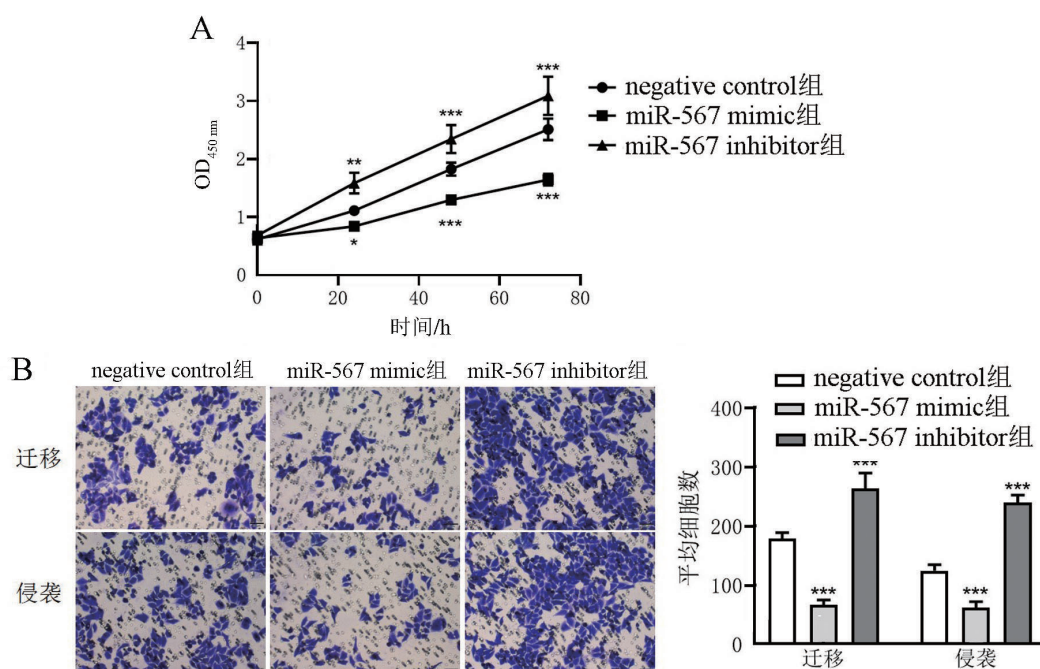 A
4
3
2
1
0
OD450 nm
0
20
40
60
80
时间/h
**
***
***
*
***
***
negative control组
miR-567 mimic组
miR-567 inhibitor组
B
negative control组
miR-567 mimic组
miR-567 inhibitor组
迁移
侵袭
negative control组
miR-567 mimic组
miR-567 inhibitor组
400
300
200
100
0
平均细胞数
***
***
***
***
迁移
侵袭